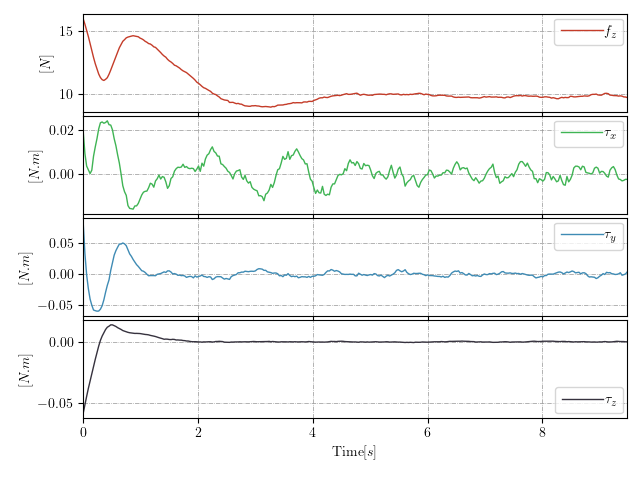 15
10
[N]
f_z
0.02
0.00
[N.m]
τ_x
0.05
0.00
−0.05
[N.m]
τ_y
0.00
−0.05
[N.m]
τ_z
0 2 4 6 8
Time[s]